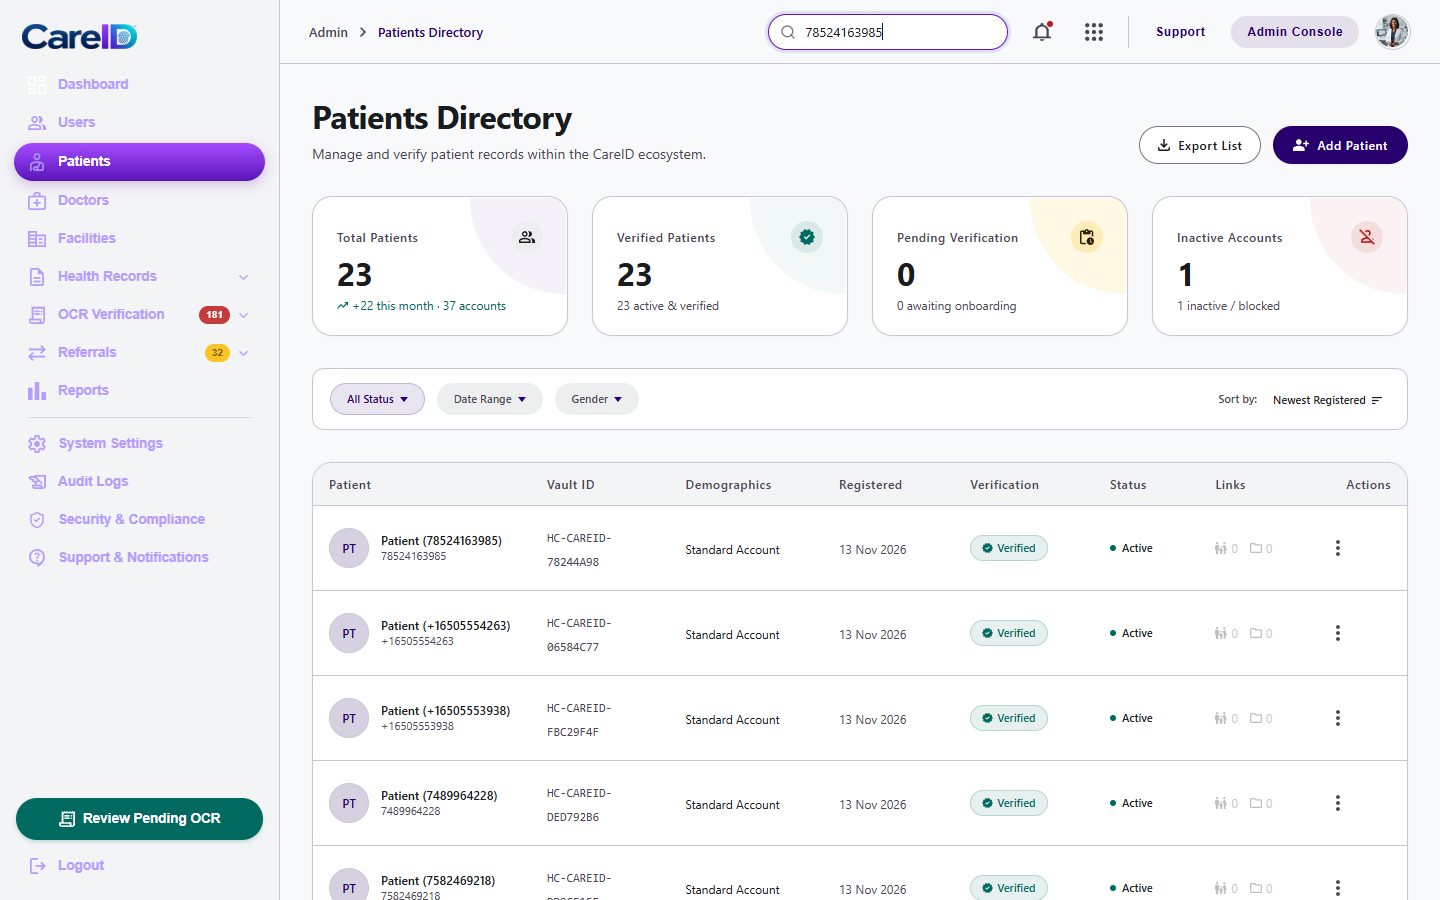 CareID
Dashboard
Users
Patients
Doctors
Facilities
Health Records
OCR Verification 181
Referrals 32
Reports
System Settings
Audit Logs
Security & Compliance
Support & Notifications
Review Pending OCR
Logout
Admin > Patients Directory
78524163985
Support
Admin Console
Patients Directory
Manage and verify patient records within the CareID ecosystem.
Export List
Add Patient
Total Patients
23
+22 this month · 37 accounts
Verified Patients
23
23 active & verified
Pending Verification
0
0 awaiting onboarding
Inactive Accounts
1
1 inactive / blocked
All Status
Date Range
Gender
Sort by: Newest Registered
Patient Vault ID Demographics Registered Verification Status Links Actions
PT Patient (78524163985)
78524163985
HC-CAREID-
78244A98
Standard Account 13 Nov 2026 Verified Active 0 0
PT Patient (+16505554263)
+16505554263
HC-CAREID-
06584C77
Standard Account 13 Nov 2026 Verified Active 0 0
PT Patient (+16505553938)
+16505553938
HC-CAREID-
FBC29F4F
Standard Account 13 Nov 2026 Verified Active 0 0
PT Patient (7489964228)
7489964228
HC-CAREID-
DED792B6
Standard Account 13 Nov 2026 Verified Active 0 0
PT Patient (7582469218)
7582469218
HC-CAREID-
Standard Account 13 Nov 2026 Verified Active 0 0